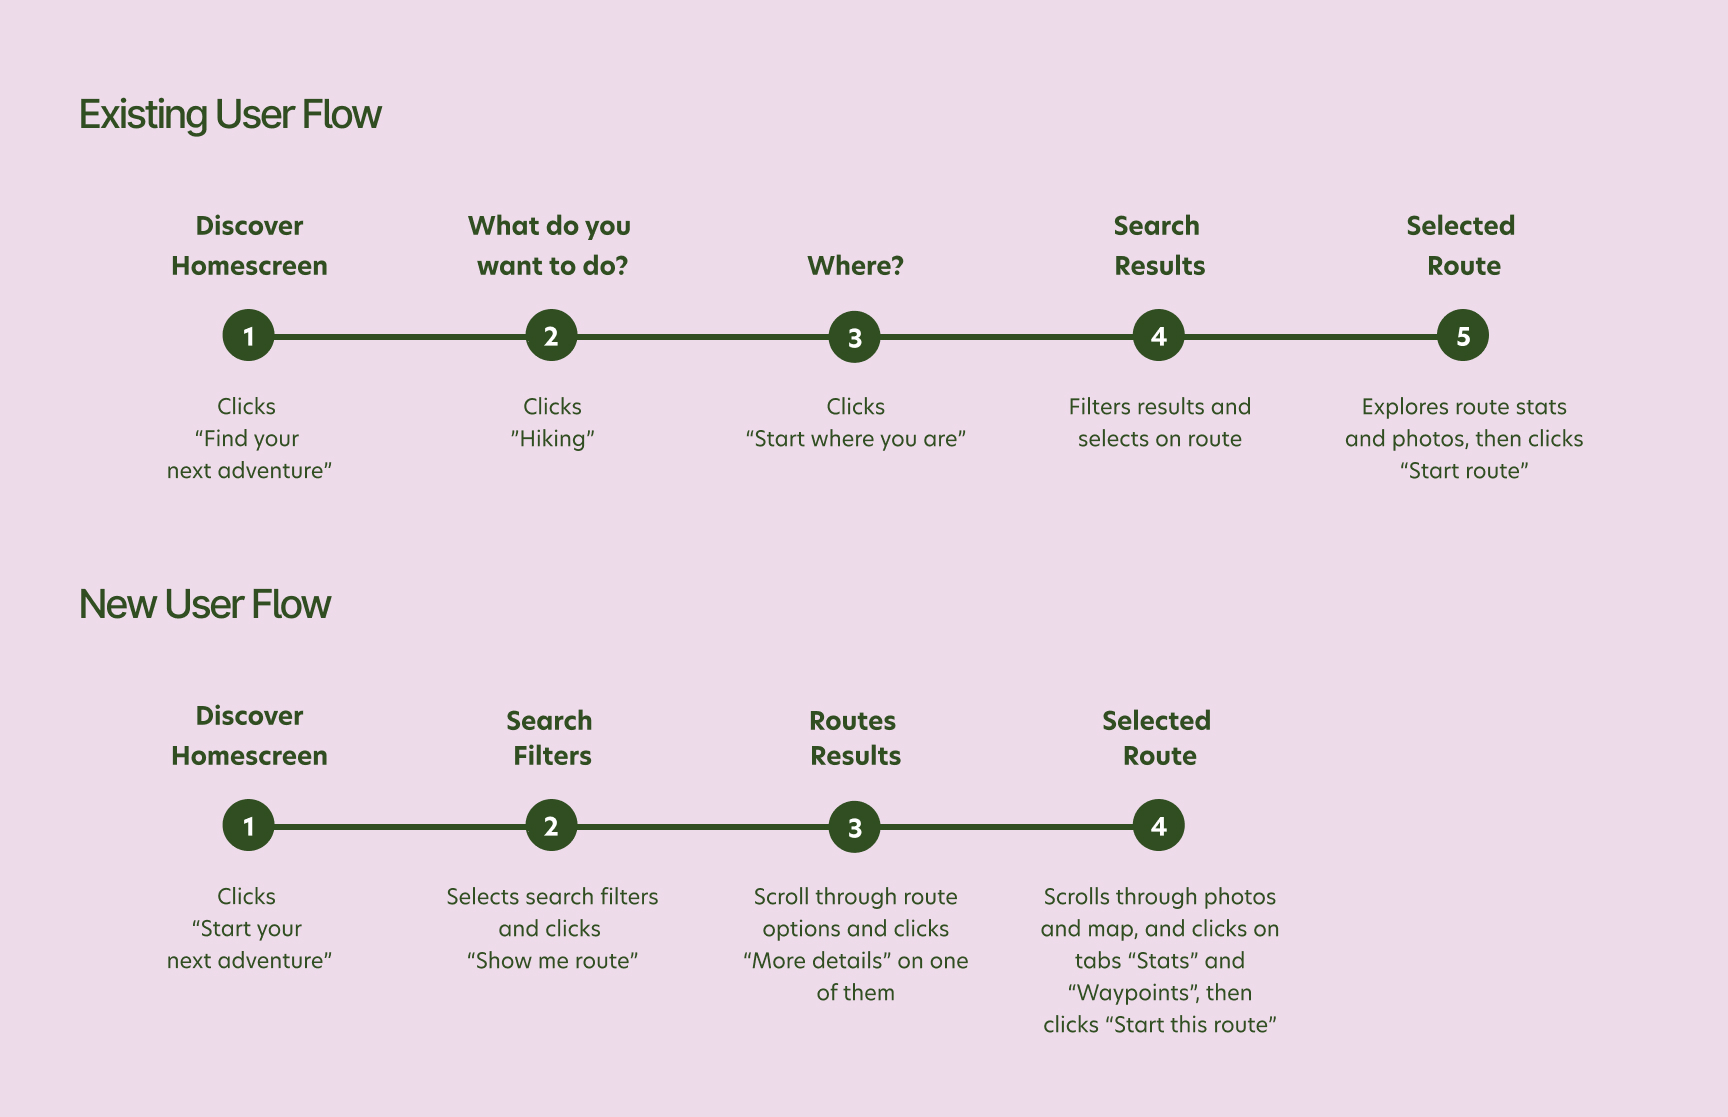 Existing User Flow
Discover
Homescreen
What do you
want to do?
Where?
Search
Results
Selected
Route
1
2
3
4
5
Clicks
“Find your
next adventure”
Clicks
”Hiking”
Clicks
“Start where you are”
Filters results and
selects on route
Explores route stats
and photos, then clicks
“Start route”
New User Flow
Discover
Homescreen
Search
Filters
Routes
Results
Selected
Route
1
2
3
4
Clicks
“Start your
next adventure”
Selects search filters
and clicks
“Show me route”
Scroll through route
options and clicks
“More details” on one
of them
Scrolls through photos
and map, and clicks on
tabs “Stats” and
“Waypoints”, then
clicks “Start this route”